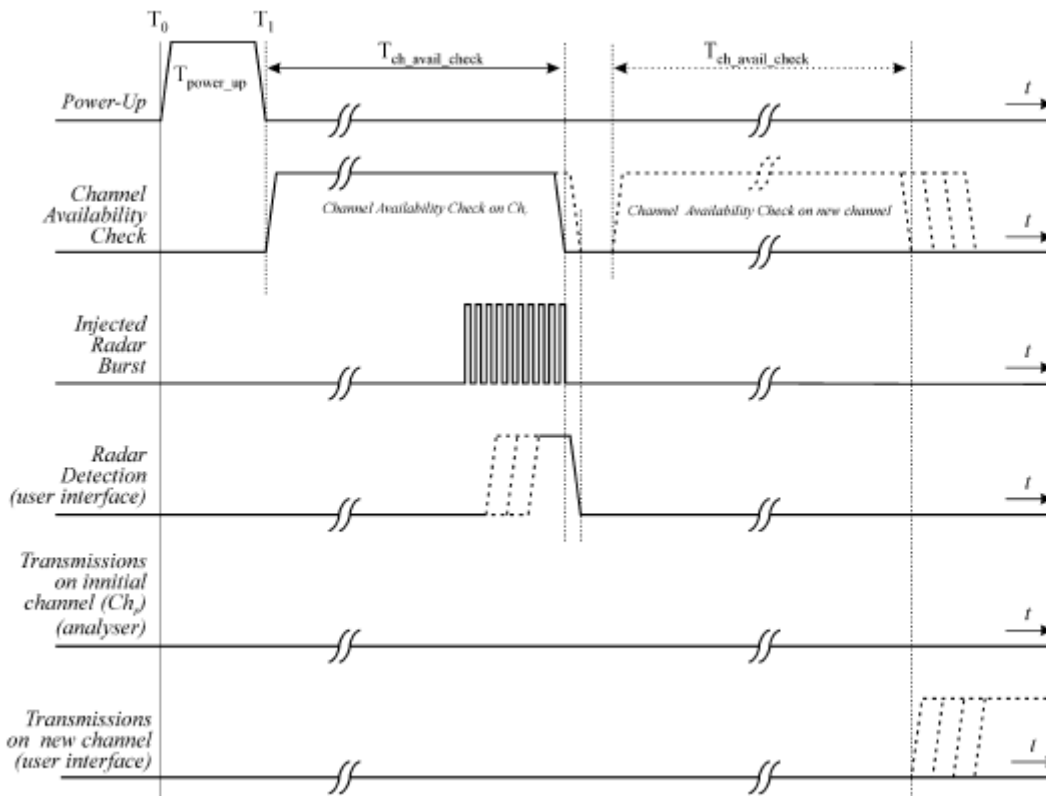 T0 T1
Tch_avail_check
Tch_avail_check
Tpower_up
Power-Up
t
Channel
Availability
Check
Channel Availability Check on Chr
Channel Availability Check on new channel
t
Injected
Radar
Burst
t
Radar
Detection
(user interface)
t
Transmissions
on innitial
channel (Chr)
(analyser)
t
Transmissions
on new channel
(user interface)
t